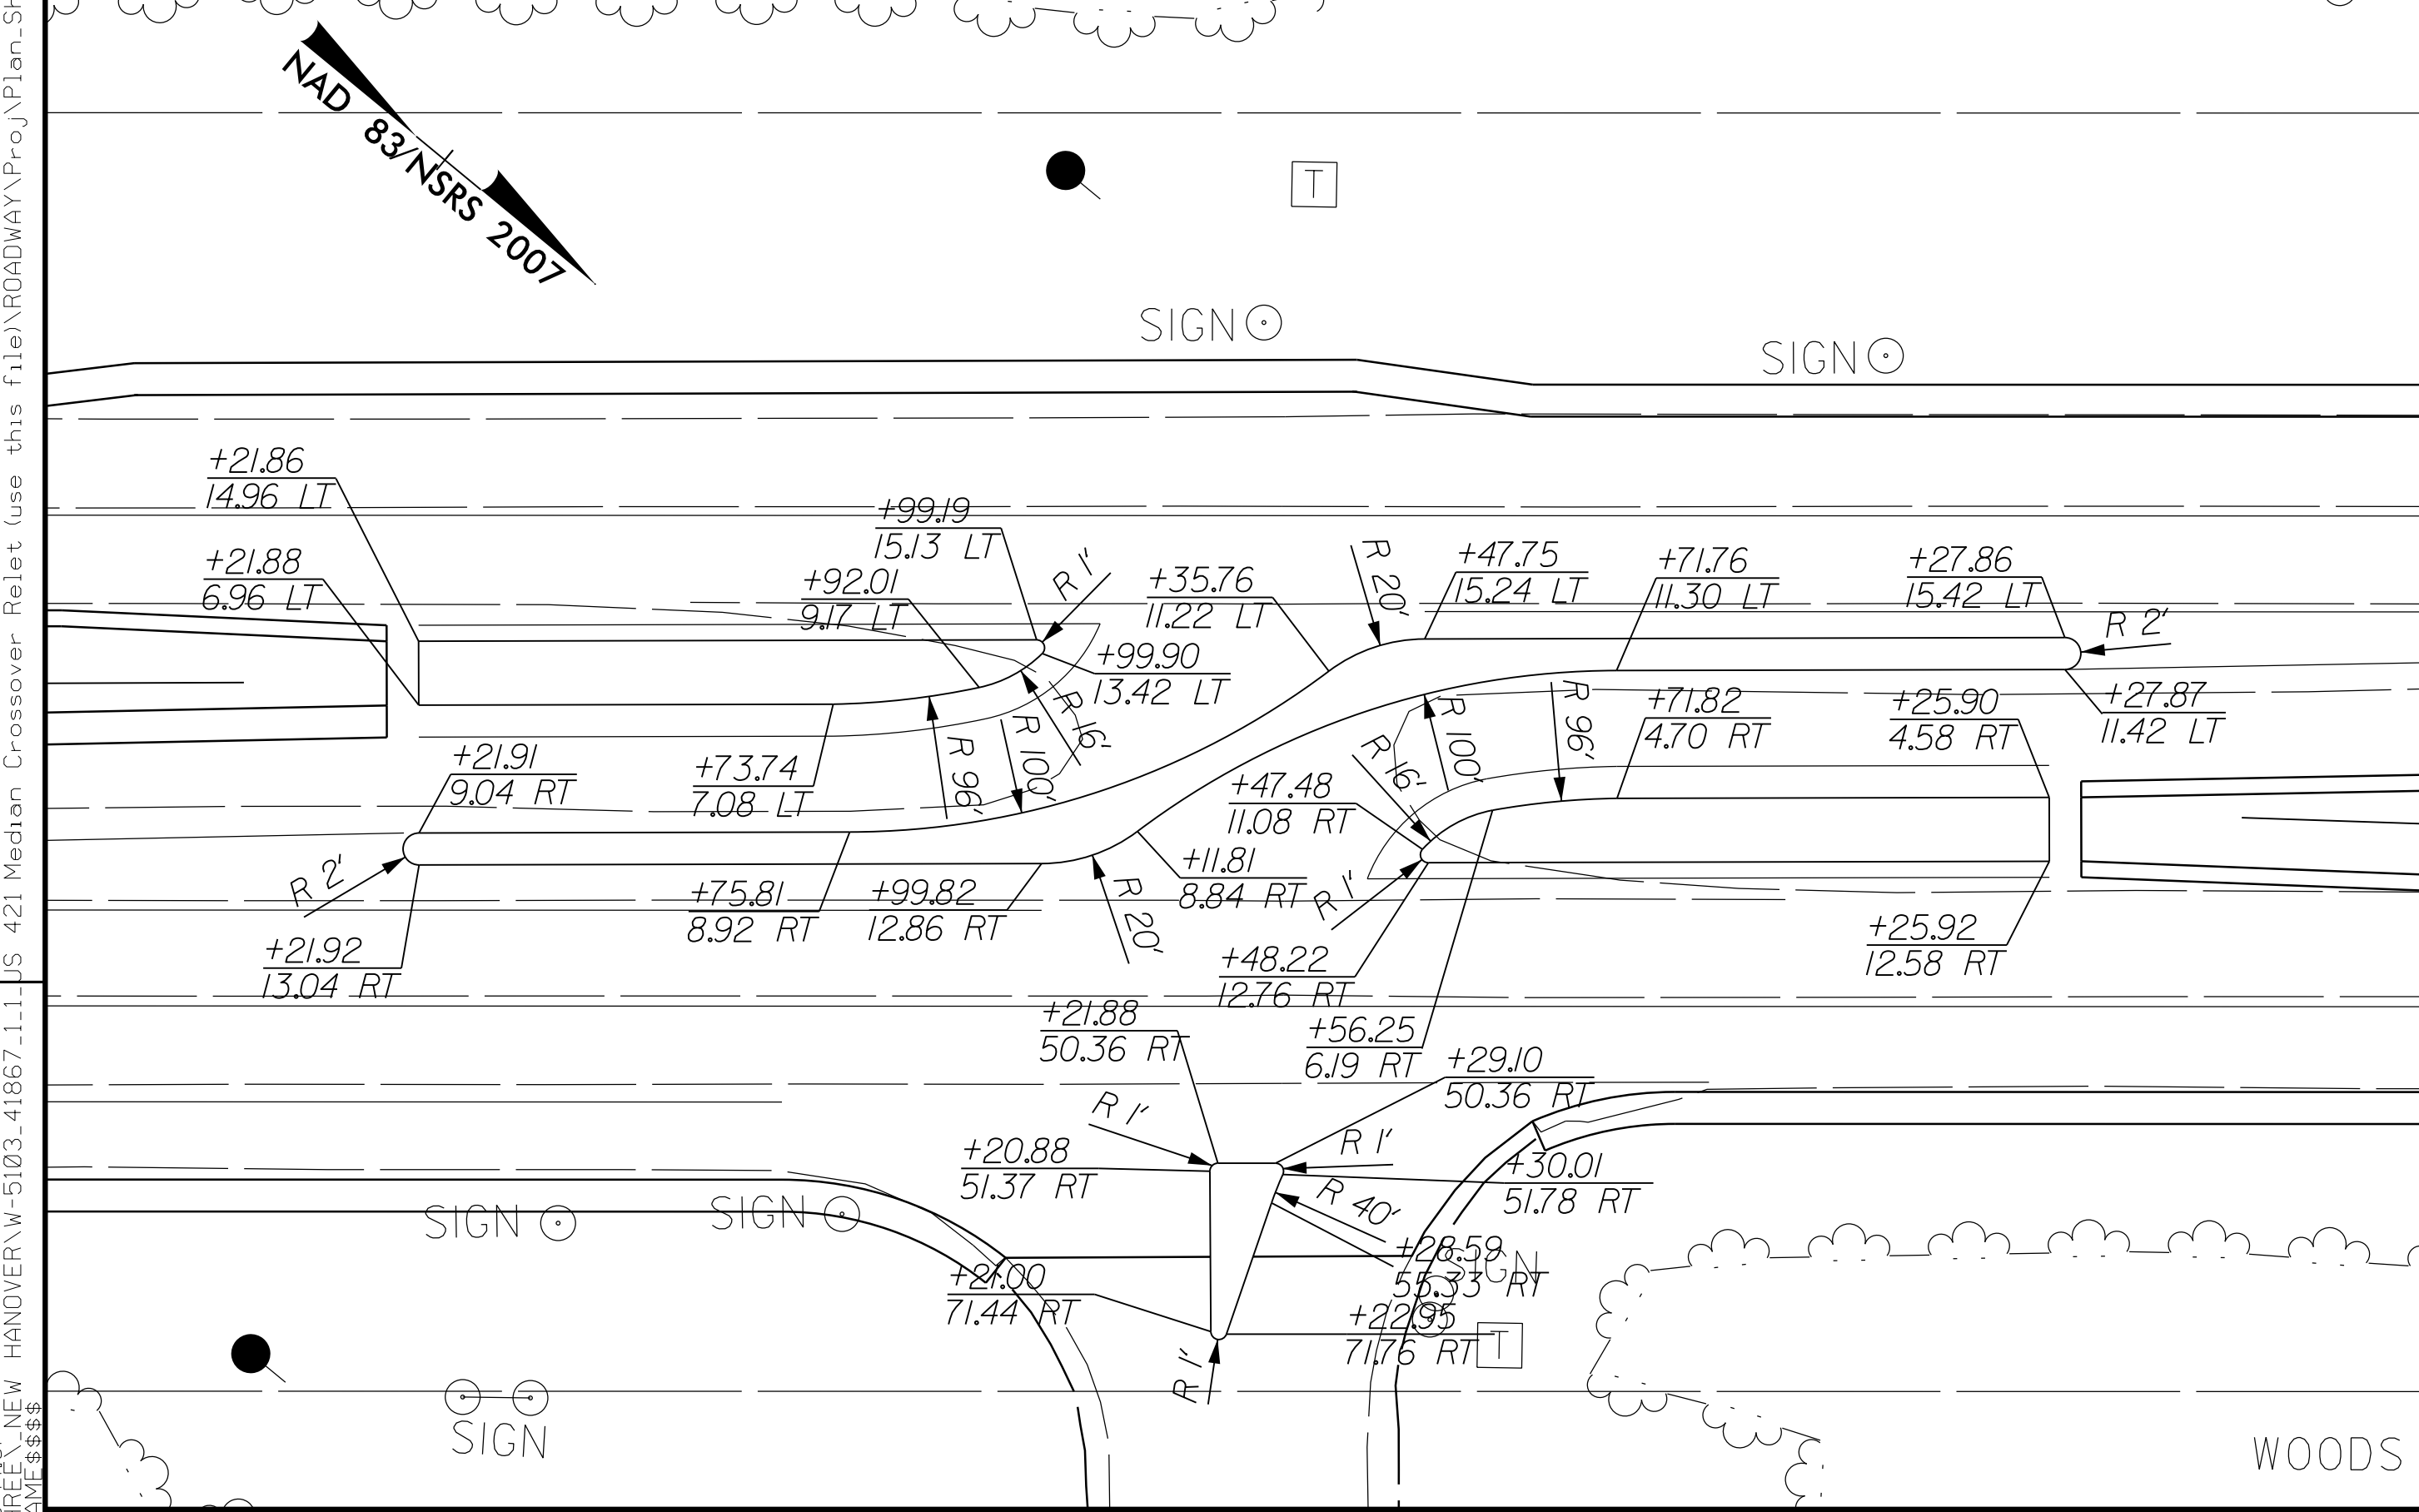 NAD 83/NSRS 2007
T
SIGN
SIGN
+21.86
14.96 LT
+99.19
15.13 LT
+21.88
6.96 LT
+92.01
9.17 LT
R 1'
+35.76
11.22 LT
R 20'
+47.75
15.24 LT
+71.76
11.30 LT
+27.86
15.42 LT
R 2'
+99.90
13.42 LT
R 16'
R 100'
R 96'
+21.91
9.04 RT
+73.74
7.08 LT
R 100'
R 96'
+71.82
4.70 RT
+25.90
4.58 RT
+27.87
11.42 LT
R 16'
+47.48
11.08 RT
R 2'
+75.81
8.92 RT
+99.82
12.86 RT
R 20'
+11.81
8.84 RT
R 1'
+21.92
13.04 RT
+48.22
12.76 RT
+25.92
12.58 RT
+21.88
50.36 RT
+56.25
6.19 RT
+29.10
50.36 RT
R 1'
R 1'
+20.88
51.37 RT
+30.01
51.78 RT
R 40'
SIGN
SIGN
+28.59
55.33 RT
SIGN
+21.00
71.44 RT
+22.95
71.76 RT
T
R 1'
SIGN
WOODS
HREE\_NEW HANOVER\W-5103_41867_1_11_US 421 Median Crossover Relet (use this file)\ROADWAY\Proj\Plan_Sh
AME$$$$